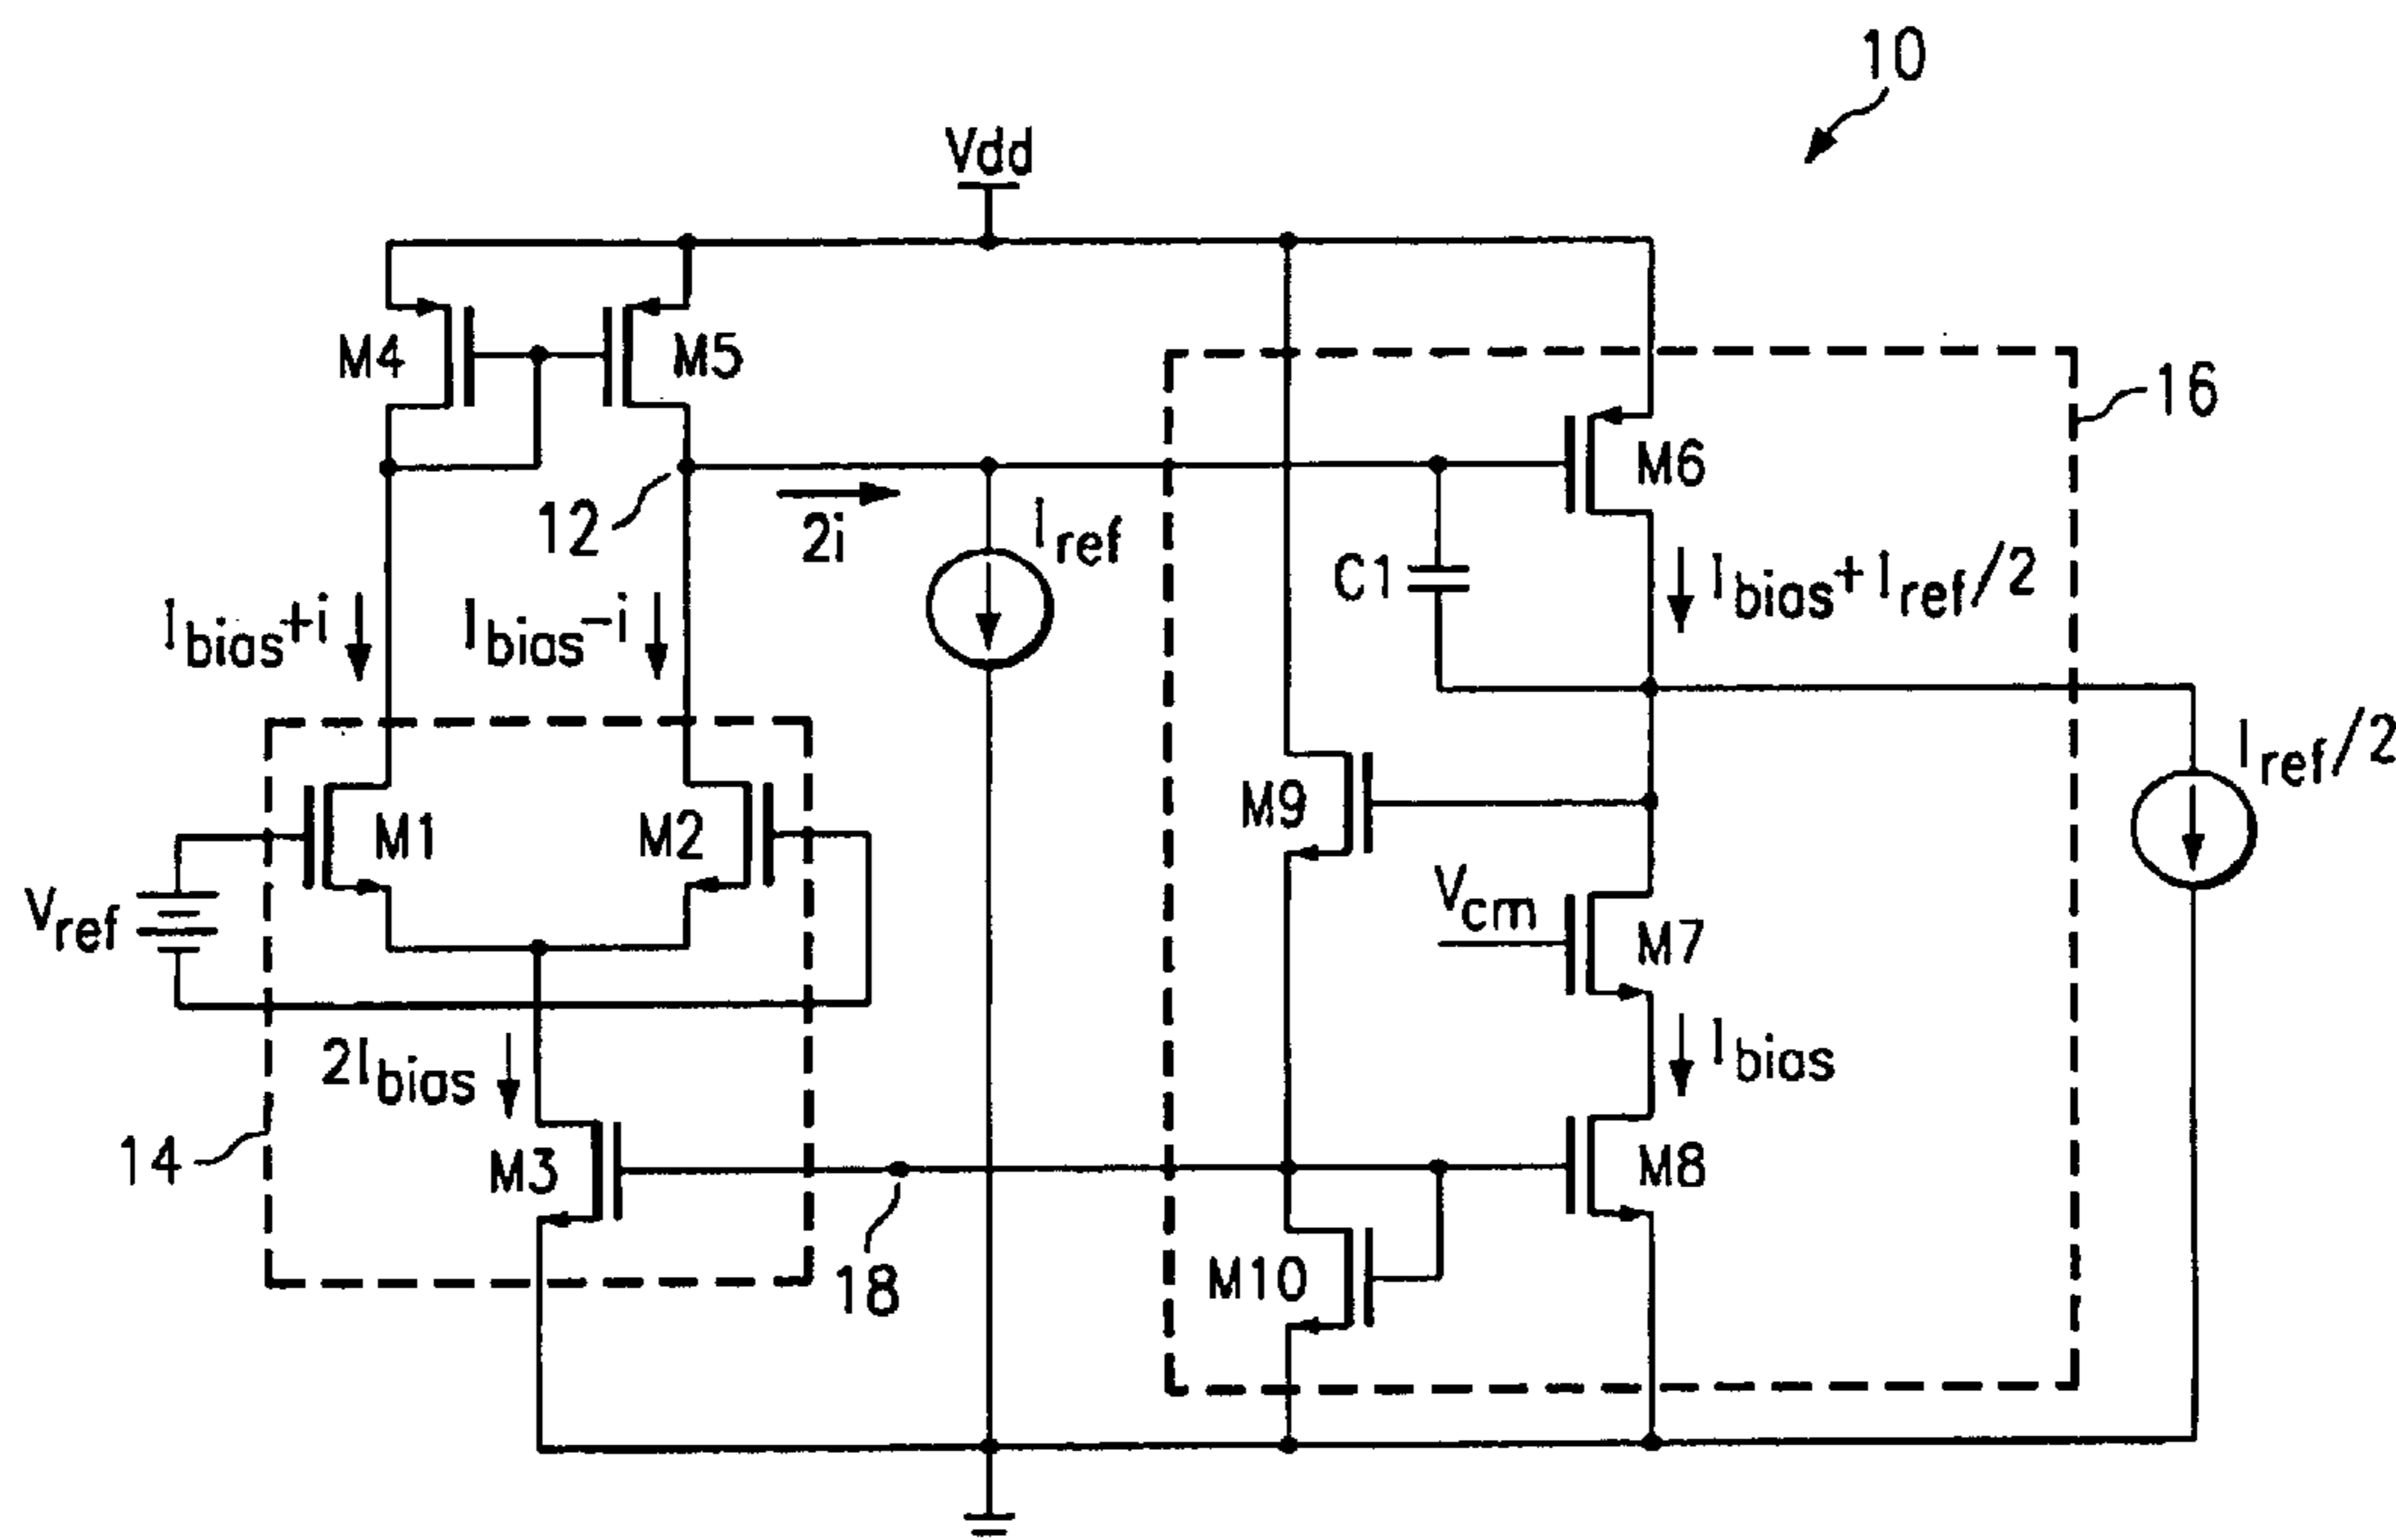 10
Vdd
M4
M5
16
M6
12
2i
Iref
C1
Ibias+Iref/2
Ibias+i
Ibias-i
Iref/2
M1
M2
M9
Vref
Vcm
M7
2Ibias
Ibias
14
M3
M8
18
M10